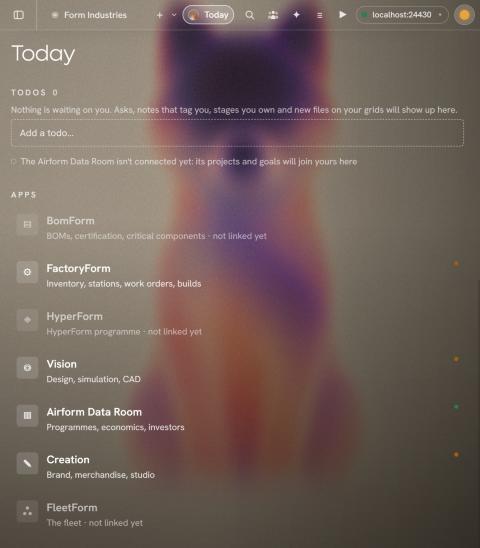 Form Industries
Today
localhost:24430
Today
TODOS 0
Nothing is waiting on you. Asks, notes that tag you, stages you own and new files on your grids will show up here.
Add a todo...
The Airform Data Room isn't connected yet: its projects and goals will join yours here
APPS
BomForm
BOMs, certification, critical components · not linked yet
FactoryForm
Inventory, stations, work orders, builds
HyperForm
HyperForm programme · not linked yet
Vision
Design, simulation, CAD
Airform Data Room
Programmes, economics, investors
Creation
Brand, merchandise, studio
FleetForm
The fleet · not linked yet